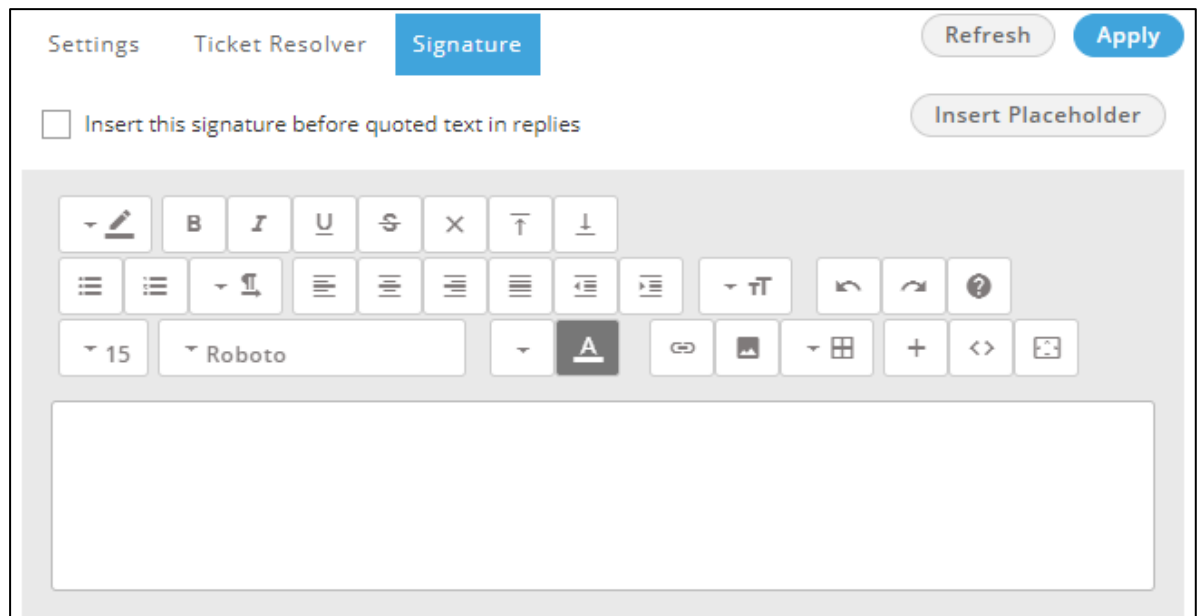 Settings Ticket Resolver Signature Refresh Apply
Insert this signature before quoted text in replies Insert Placeholder
B I U S
15 Roboto A